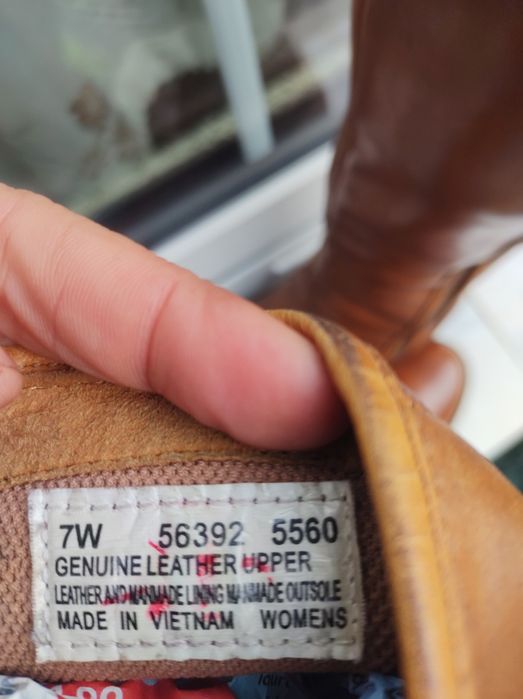 7W 56392 5560
GENUINE LEATHER UPPER
LEATHER AND MANMADE LINING MANMADE OUTSOLE
MADE IN VIETNAM WOMENS